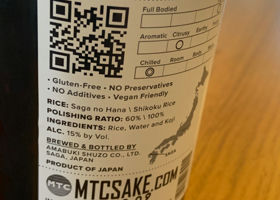 Full Bodied
Aromatic Citrusy Earthy
Chilled Room Body
• Gluten-Free • No Preservatives
• No Additives • Vegan Friendly
RICE: Saga no Hana \ Shikoku Rice
POLISHING RATIO: 60% \ 100%
INGREDIENTS: Rice, Water and Koji
ALC. 15% by Vol.
BREWED & BOTTLED BY
AMABUKI SHUZO CO., LTD.
SAGA, JAPAN
SAGA
PRODUCT OF JAPAN
MTC MTCSAKE.COM